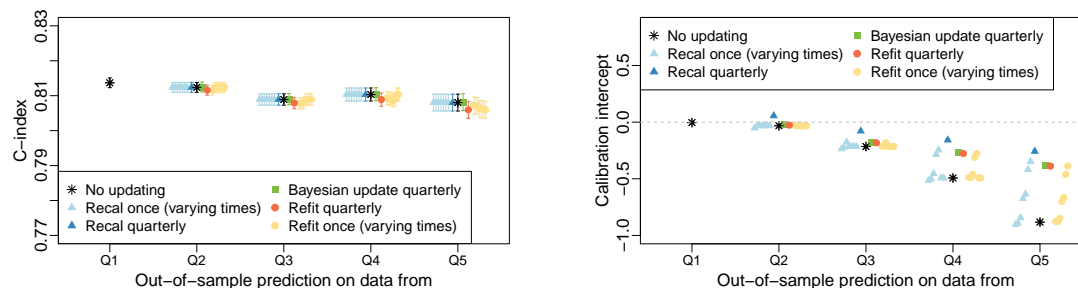 0.83
0.81
0.79
0.77
C−index
No updating
Recal once (varying times)
Recal quarterly
Bayesian update quarterly
Refit quarterly
Refit once (varying times)
Q1 Q2 Q3 Q4 Q5
Out−of−sample prediction on data from
0.5
0.0
−0.5
−1.0
Calibration intercept
No updating
Recal once (varying times)
Recal quarterly
Bayesian update quarterly
Refit quarterly
Refit once (varying times)
Q1 Q2 Q3 Q4 Q5
Out−of−sample prediction on data from